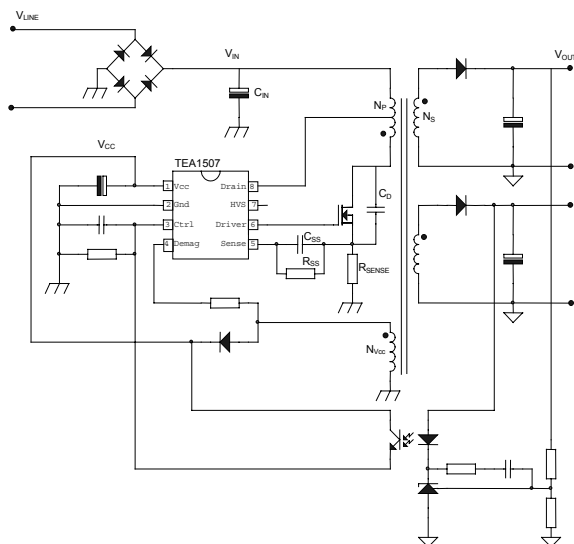 VLINE
VIN
VOUT
CIN
NP
NS
VCC
TEA1507
1 Vcc Drain 8
2 Gnd HVS 7
3 Ctrl Driver 6
4 Demag Sense 5
CD
CSS
RSS
RSENSE
NVcc